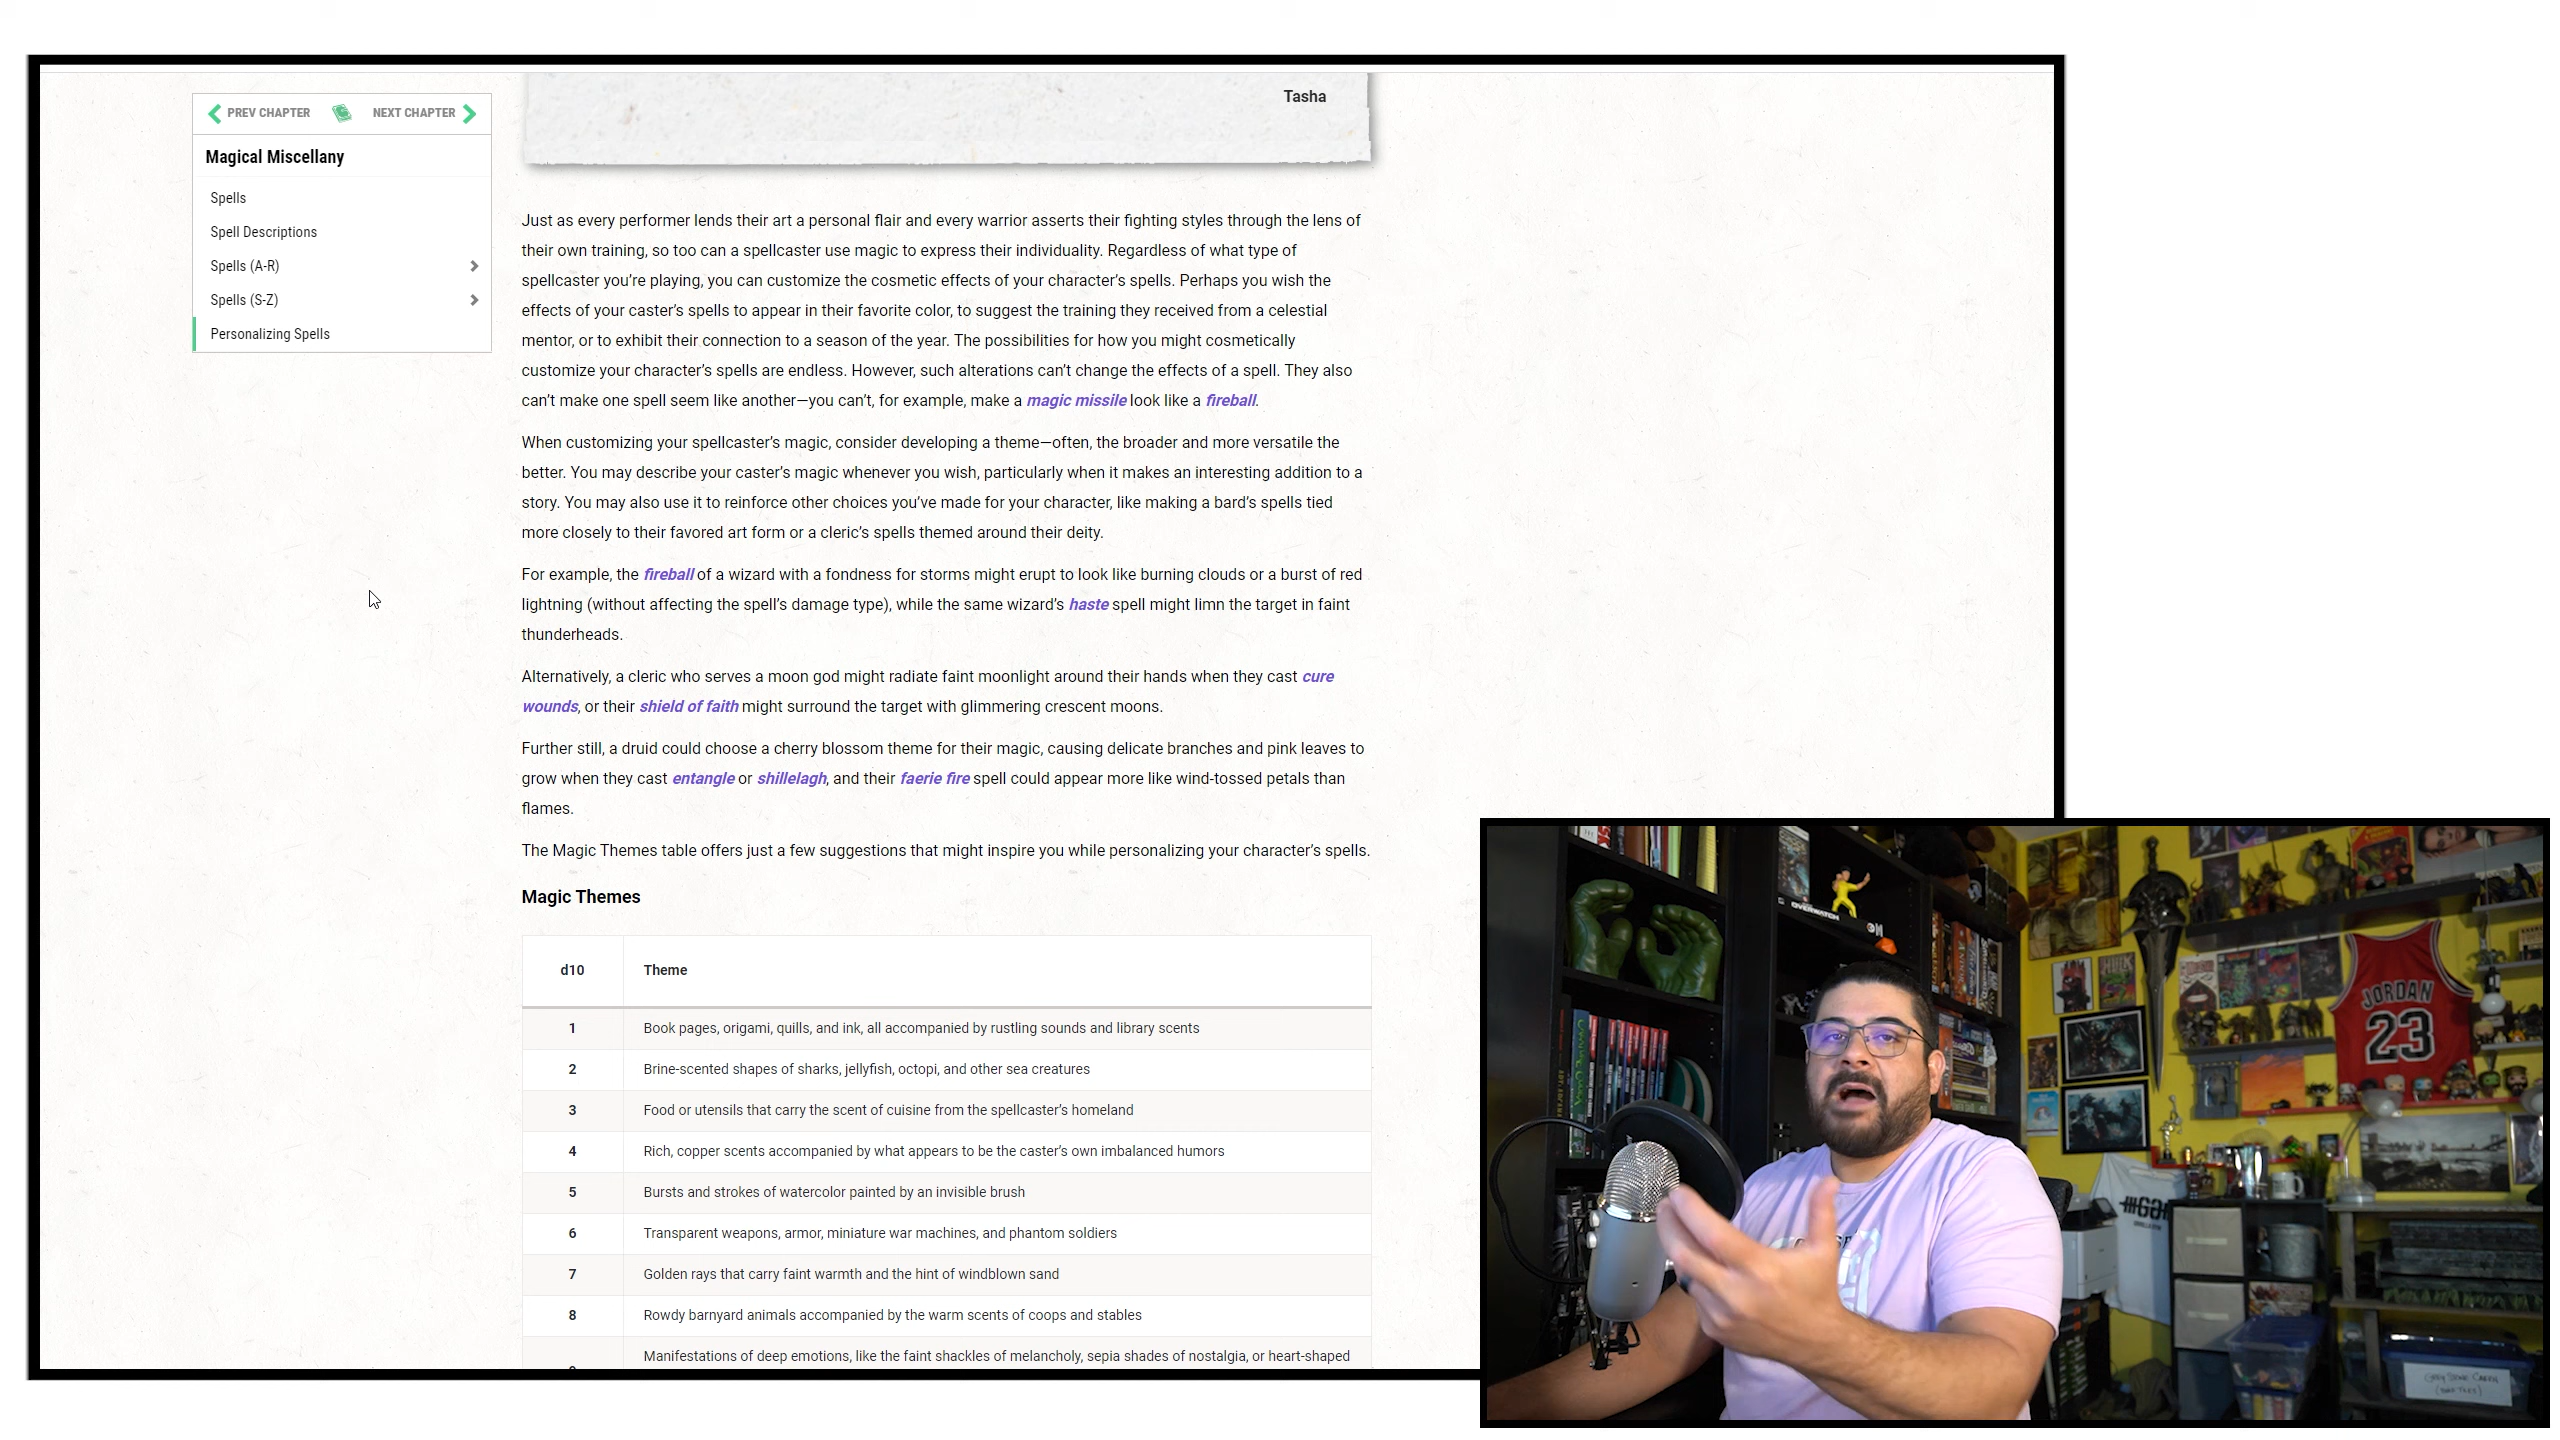 Tasha
PREV CHAPTER
NEXT CHAPTER
Magical Miscellany
Spells
Spell Descriptions
Spells (A-R)
Spells (S-Z)
Personalizing Spells
Just as every performer lends their art a personal flair and every warrior asserts their fighting styles through the lens of
their own training, so too can a spellcaster use magic to express their individuality. Regardless of what type of
spellcaster you’re playing, you can customize the cosmetic effects of your character’s spells. Perhaps you wish the
effects of your caster’s spells to appear in their favorite color, to suggest the training they received from a celestial
mentor, or to exhibit their connection to a season of the year. The possibilities for how you might cosmetically
customize your character’s spells are endless. However, such alterations can’t change the effects of a spell. They also
can’t make one spell seem like another—you can’t, for example, make a magic missile look like a fireball.
When customizing your spellcaster’s magic, consider developing a theme—often, the broader and more versatile the
better. You may describe your caster’s magic whenever you wish, particularly when it makes an interesting addition to a
story. You may also use it to reinforce other choices you’ve made for your character, like making a bard’s spells tied
more closely to their favored art form or a cleric’s spells themed around their deity.
For example, the fireball of a wizard with a fondness for storms might erupt to look like burning clouds or a burst of red
lightning (without affecting the spell’s damage type), while the same wizard’s haste spell might limn the target in faint
thunderheads.
Alternatively, a cleric who serves a moon god might radiate faint moonlight around their hands when they cast cure
wounds, or their shield of faith might surround the target with glimmering crescent moons.
Further still, a druid could choose a cherry blossom theme for their magic, causing delicate branches and pink leaves to
grow when they cast entangle or shillelagh, and their faerie fire spell could appear more like wind-tossed petals than
flames.
The Magic Themes table offers just a few suggestions that might inspire you while personalizing your character’s spells.
Magic Themes
d10 Theme
1 Book pages, origami, quills, and ink, all accompanied by rustling sounds and library scents
2 Brine-scented shapes of sharks, jellyfish, octopi, and other sea creatures
3 Food or utensils that carry the scent of cuisine from the spellcaster’s homeland
4 Rich, copper scents accompanied by what appears to be the caster’s own imbalanced humors
5 Bursts and strokes of watercolor painted by an invisible brush
6 Transparent weapons, armor, miniature war machines, and phantom soldiers
7 Golden rays that carry faint warmth and the hint of windblown sand
8 Rowdy barnyard animals accompanied by the warm scents of coops and stables
Manifestations of deep emotions, like the faint shackles of melancholy, sepia shades of nostalgia, or heart-shaped
OVERWATCH
JORDAN
23